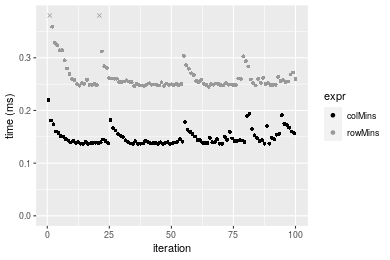 0.3
0.2
0.1
0.0
time (ms)
0 25 50 75 100
iteration
expr
colMins
rowMins